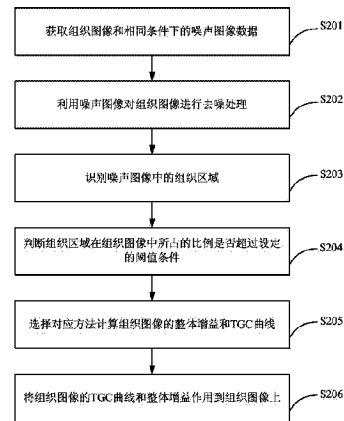 获取组织图像和相同条件下的噪声图像数据
S201
利用噪声图像对组织图像进行去噪处理
S202
识别噪声图像中的组织区域
S203
判断组织区域在组织图像中所占的比例是否超过设定
的阈值条件
S204
选择对应方法计算组织图像的整体增益和TGC曲线
S205
将组织图像的TGC曲线和整体增益作用到组织图像上
S206